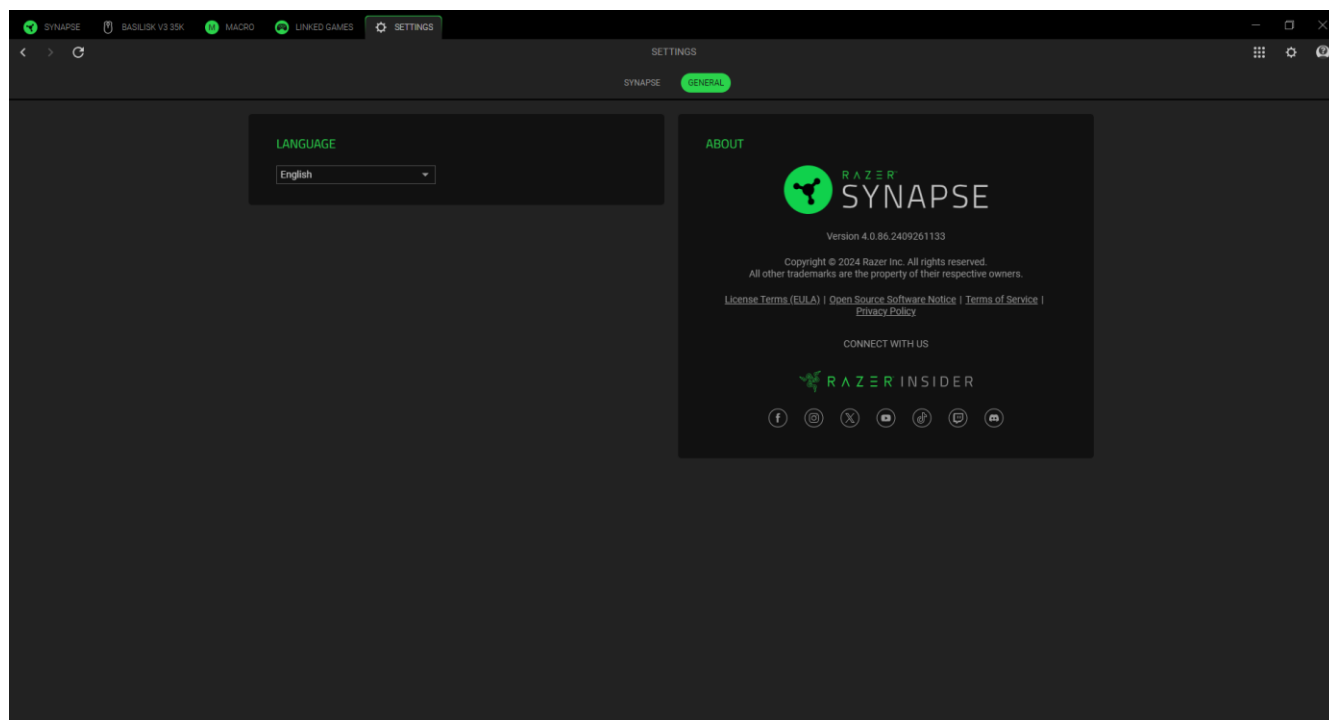 SYNAPSE BASILISK V3 35K M MACRO LINKED GAMES SETTINGS
SETTINGS
SYNAPSE GENERAL
LANGUAGE
English
ABOUT
RAZER
SYNAPSE
Version 4.0.86.2409261133
Copyright © 2024 Razer Inc. All rights reserved.
All other trademarks are the property of their respective owners.
License Terms (EULA) | Open Source Software Notice | Terms of Service |
Privacy Policy
CONNECT WITH US
RAZER INSIDER